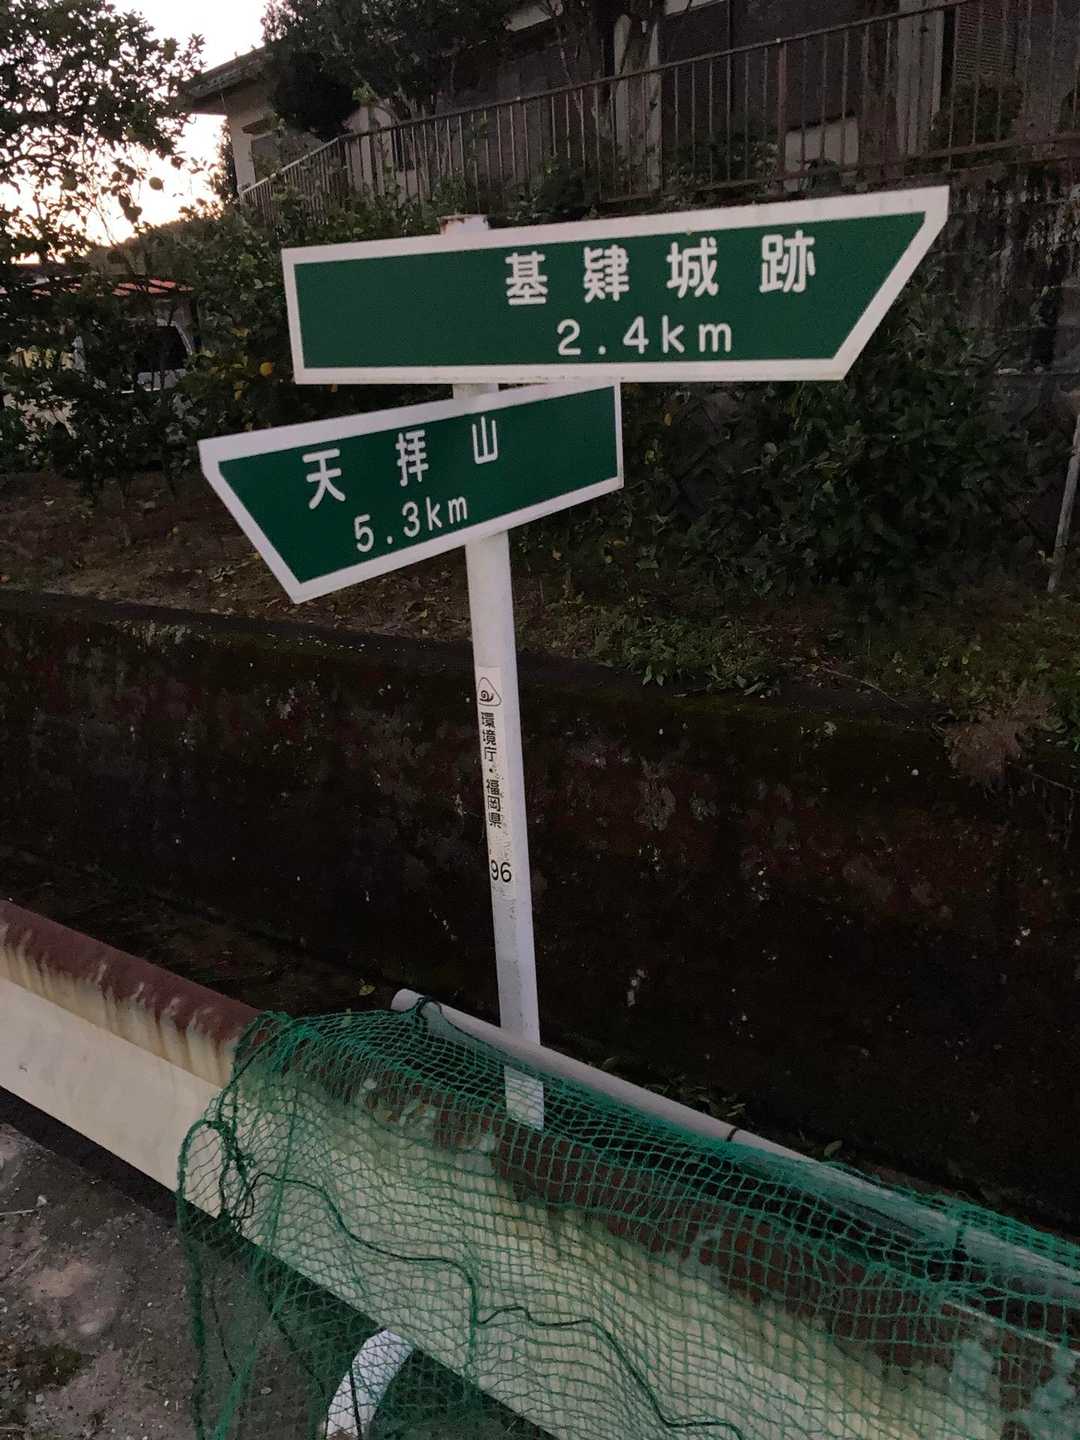 基肄城跡
2.4km
天拝山
5.3km
環境庁・福岡県
96